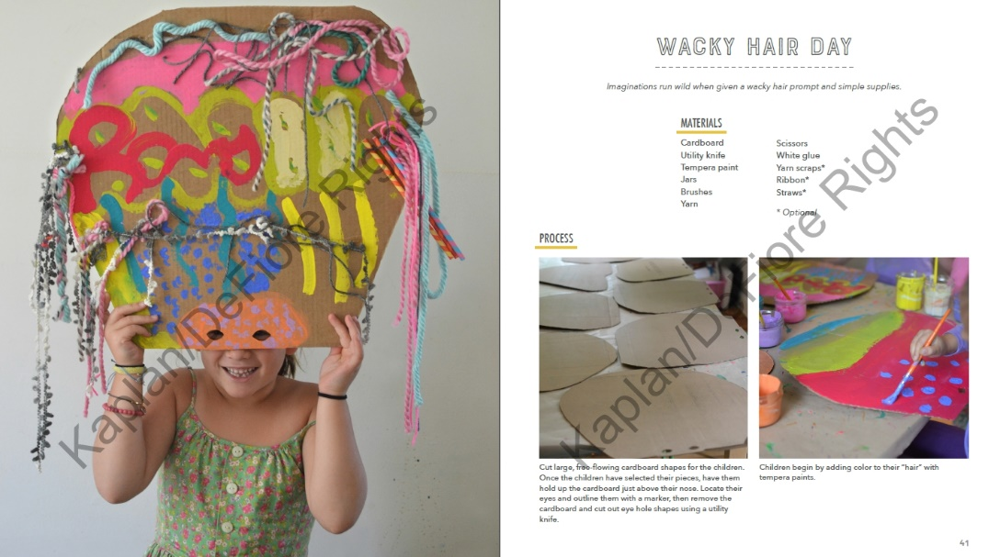 WACKY HAIR DAY
Imaginations run wild when given a wacky hair prompt and simple supplies.
MATERIALS
Cardboard
Utility knife
Tempera paint
Jars
Brushes
Yarn
Scissors
White glue
Yarn scraps*
Ribbon*
Straws*
* Optional
PROCESS
Cut large, free-flowing cardboard shapes for the children.
Once the children have selected their pieces, have them
hold up the cardboard just above their nose. Locate their
eyes and outline them with a marker, then remove the
cardboard and cut out eye hole shapes using a utility
knife.
Children begin by adding color to their “hair” with
tempera paints.
41
Kaplan/DeFiore Rights
Kaplan/DeFiore Rights